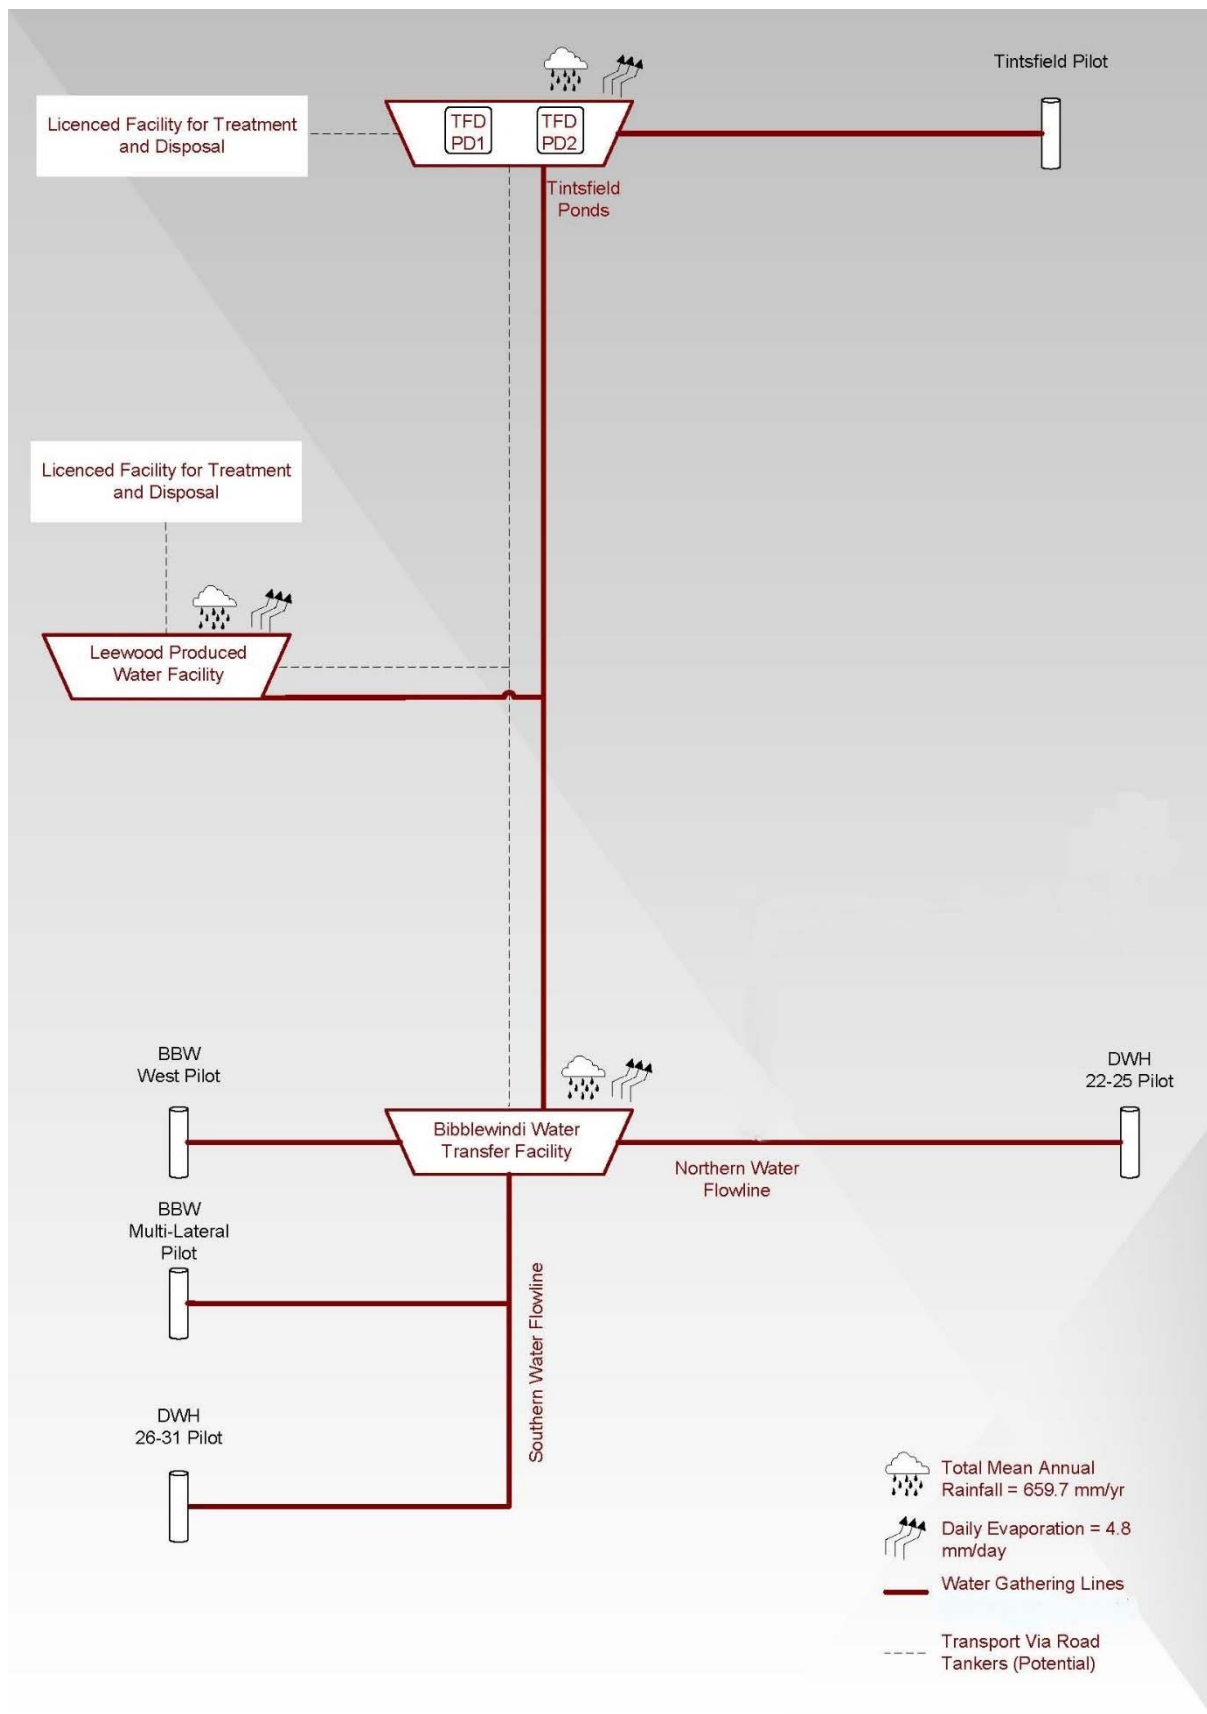 Tintsfield Pilot
Licenced Facility for Treatment
and Disposal
TFD
PD1
TFD
PD2
Tintsfield
Ponds
Licenced Facility for Treatment
and Disposal
Leewood Produced
Water Facility
BBW
West Pilot
DWH
22-25 Pilot
Bibblewindi Water
Transfer Facility
Northern Water
Flowline
BBW
Multi-Lateral
Pilot
Southern Water Flowline
DWH
26-31 Pilot
Total Mean Annual
Rainfall = 659.7 mm/yr
Daily Evaporation = 4.8
mm/day
Water Gathering Lines
Transport Via Road
Tankers (Potential)